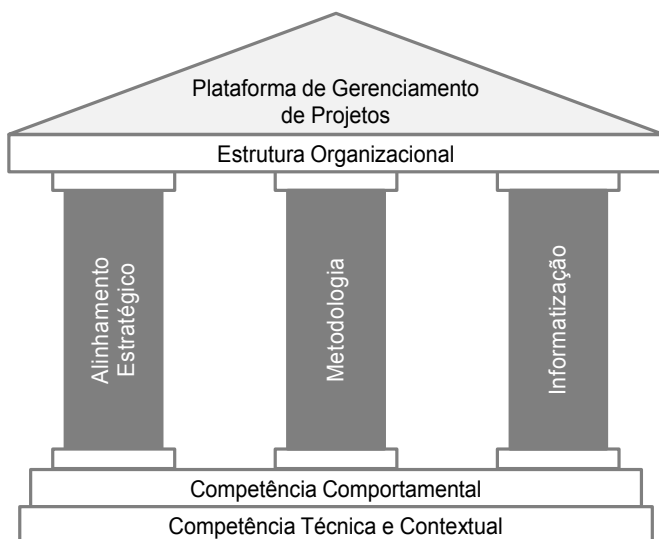 Plataforma de Gerenciamento
de Projetos
Estrutura Organizacional
Alinhamento
Estratégico
Metodologia
Informatização
Competência Comportamental
Competência Técnica e Contextual